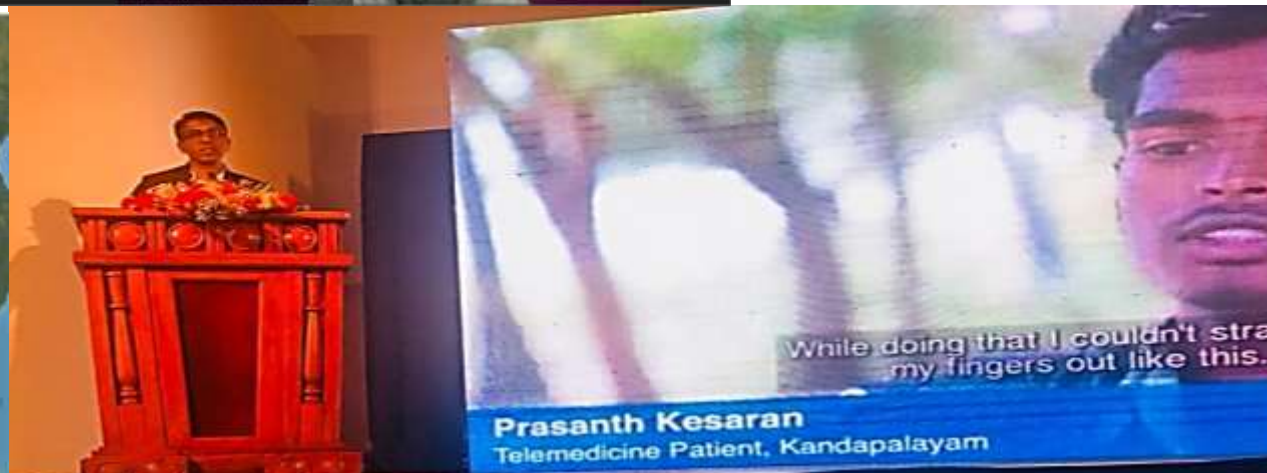 While doing that I couldn't stra
my fingers out like this.
Prasanth Kesaran
Telemedicine Patient, Kandapalayam